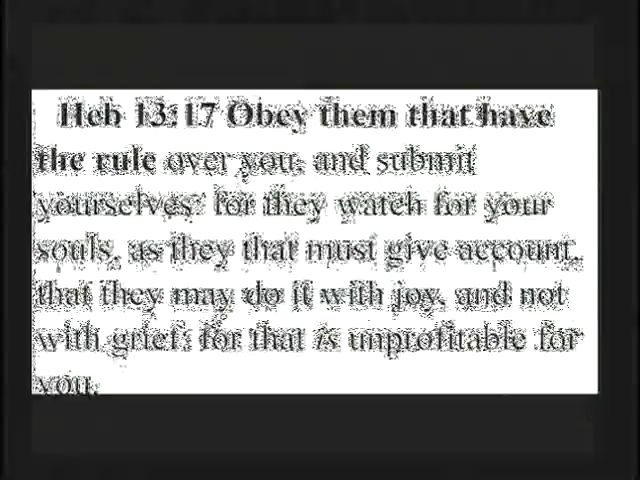 Heb 13:17 Obey them that have
the rule over you, and submit
yourselves: for they watch for your
souls, as they that must give account,
that they may do it with joy, and not
with grief: for that is unprofitable for
you.